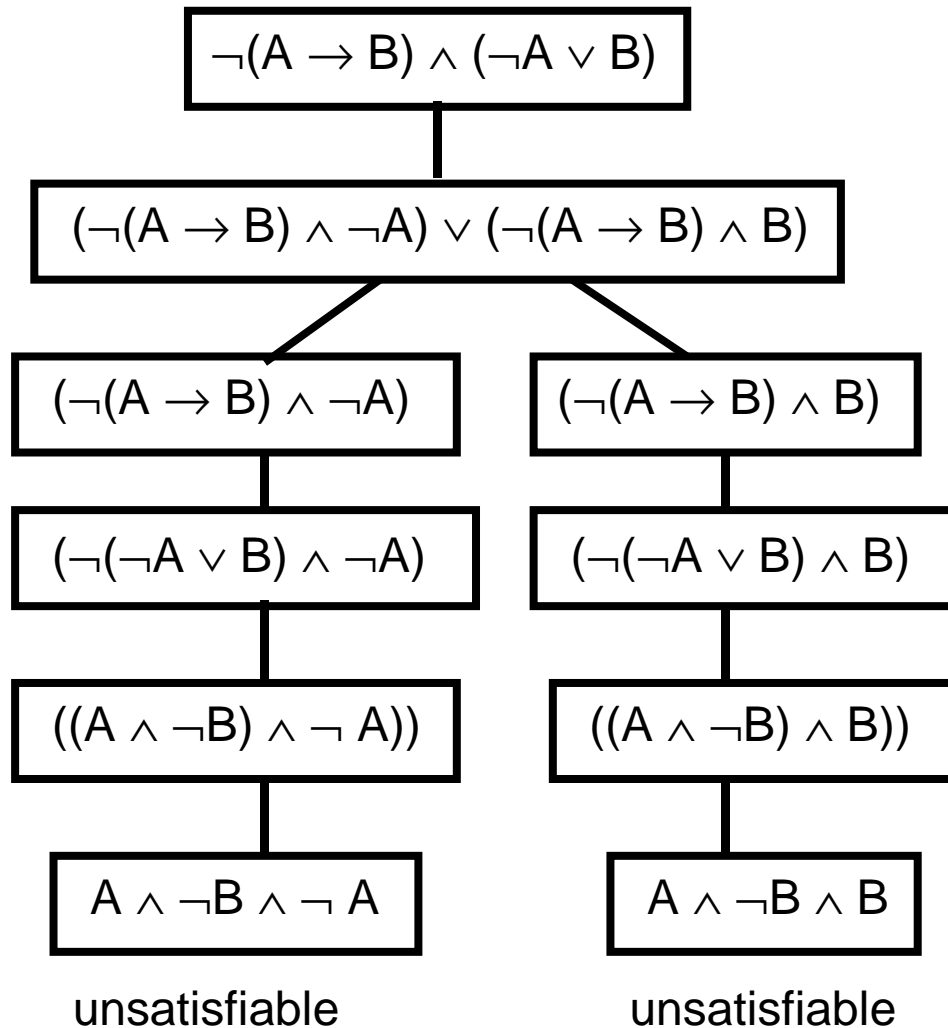 ¬(A → B) ∧ (¬A ∨ B)
(¬(A → B) ∧ ¬A) ∨ (¬(A → B) ∧ B)
(¬(A → B) ∧ ¬A)
(¬(A → B) ∧ B)
(¬(¬A ∨ B) ∧ ¬A)
(¬(¬A ∨ B) ∧ B)
((A ∧ ¬B) ∧ ¬ A))
((A ∧ ¬B) ∧ B))
A ∧ ¬B ∧ ¬ A
A ∧ ¬B ∧ B
unsatisfiable
unsatisfiable